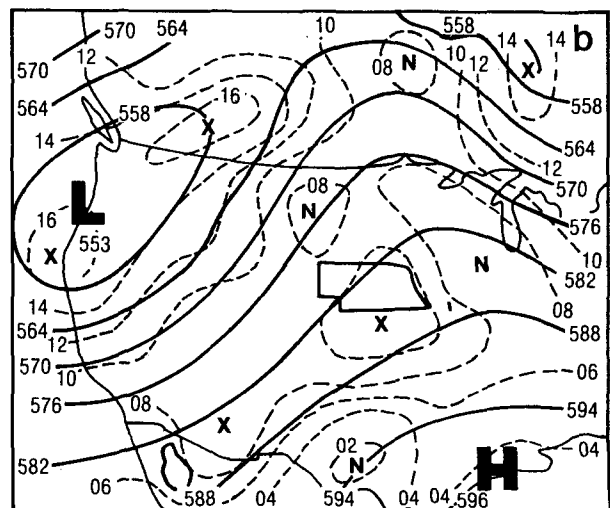 570 564 10 558 b
570 12 08 N 10 12 14 14 X
564 558
558 16 X 564
14 12
570
L 08 576
16 N
553 X N 10
582
14 08
564 X 588
12
570
10
576 06
08 594
X
02
582 N H 04
06 588 04 594 04 596